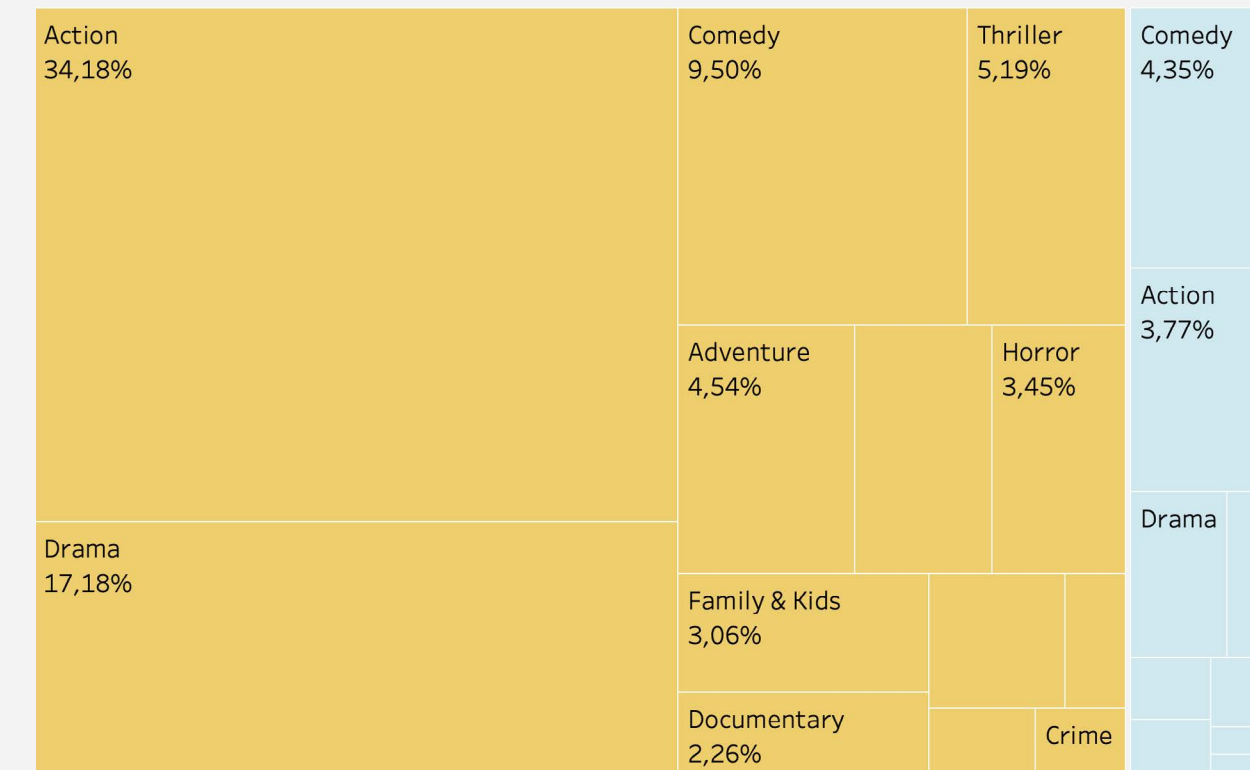 Action
34,18%
Drama
17,18%
Comedy
9,50%
Thriller
5,19%
Adventure
4,54%
Horror
3,45%
Family & Kids
3,06%
Documentary
2,26%
Crime
Comedy
4,35%
Action
3,77%
Drama